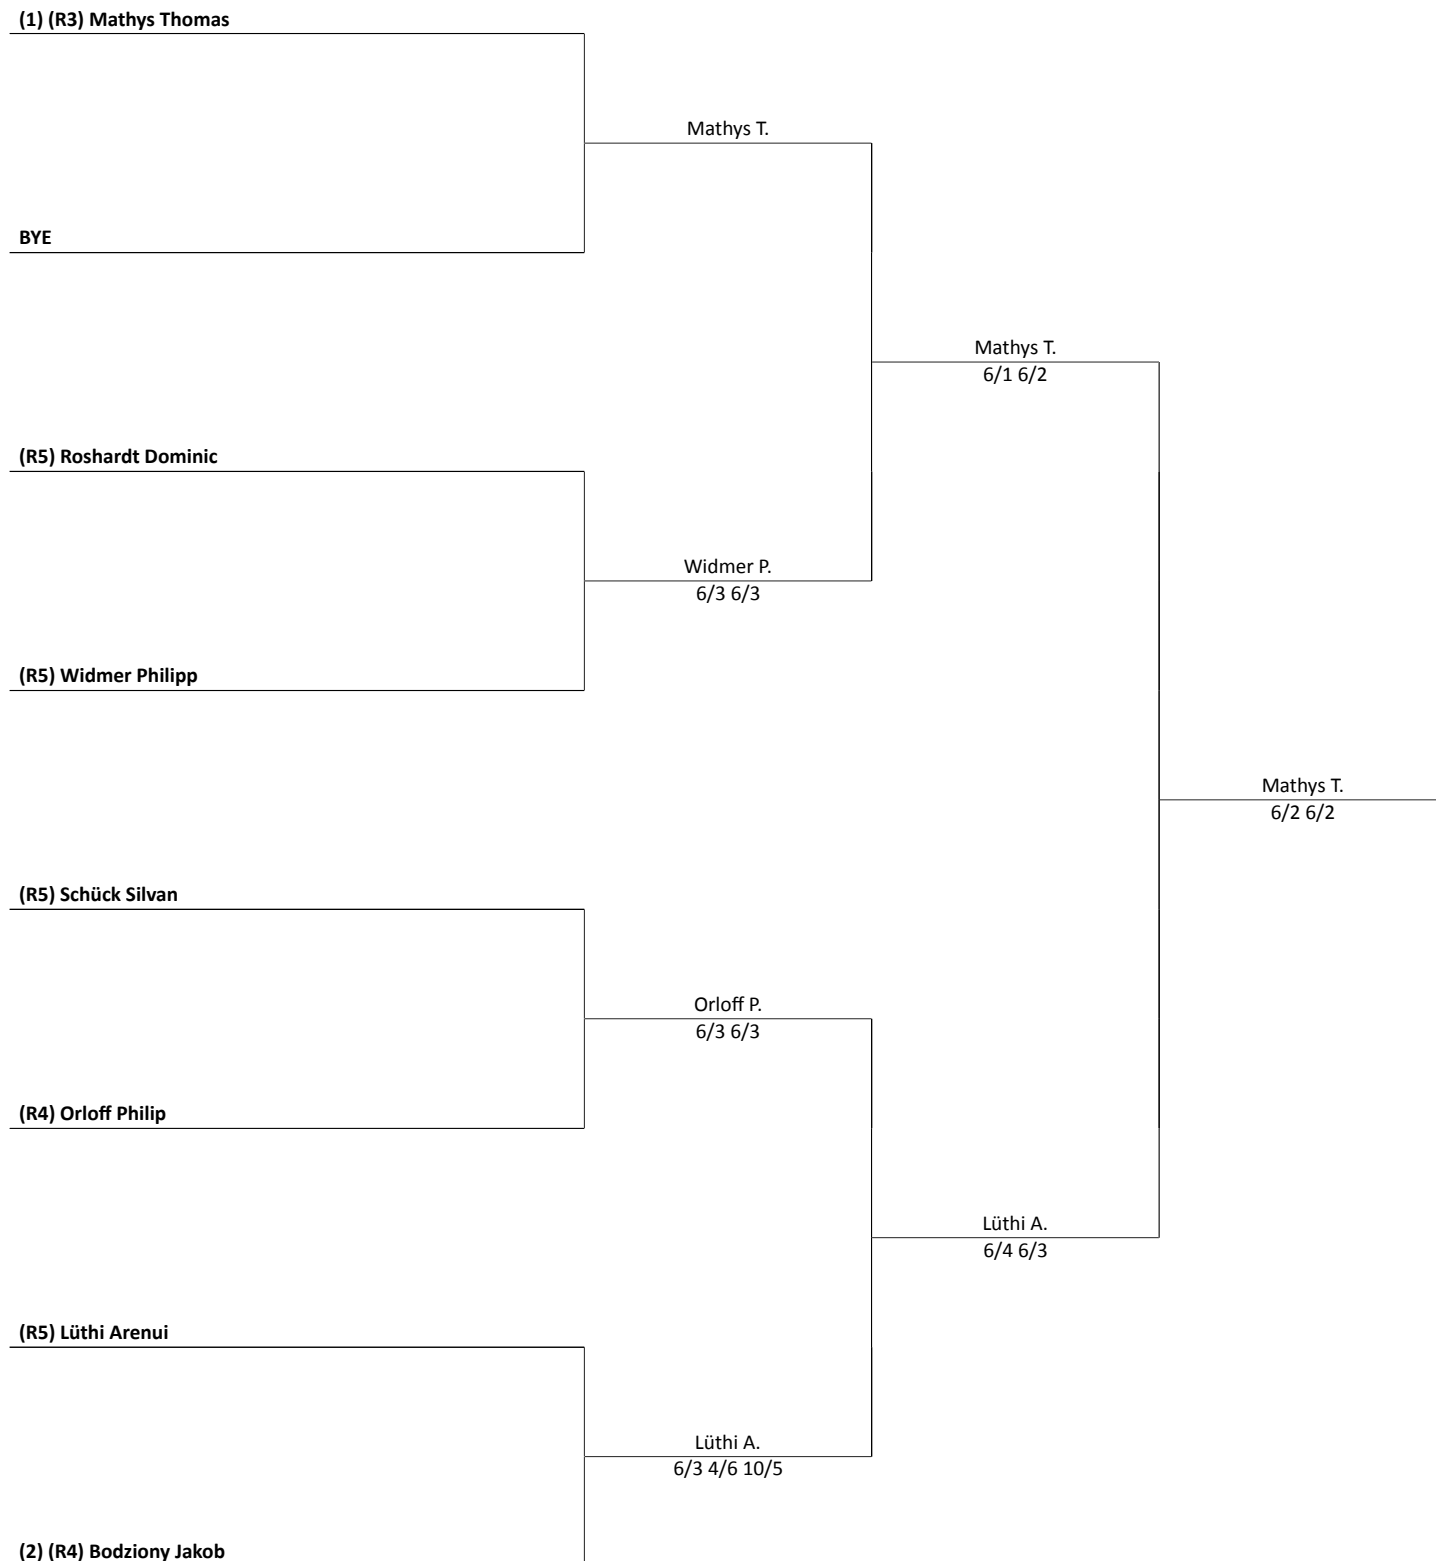 (1) (R3) Mathys Thomas
Mathys T.
BYE
Mathys T.
6/1 6/2
(R5) Roshardt Dominic
Widmer P.
6/3 6/3
(R5) Widmer Philipp
Mathys T.
6/2 6/2
(R5) Schück Silvan
Orloff P.
6/3 6/3
(R4) Orloff Philip
Lüthi A.
6/4 6/3
(R5) Lüthi Arenui
Lüthi A.
6/3 4/6 10/5
(2) (R4) Bodziony Jakob